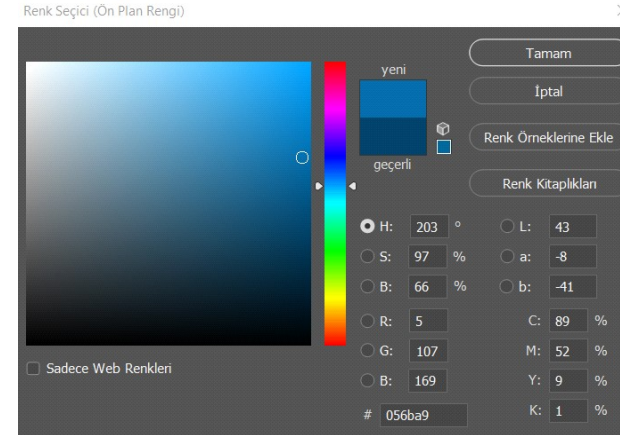 Renk Seçici (Ön Plan Rengi)
yeni
geçerli
Tamam
İptal
Renk Örneklerine Ekle
Renk Kitaplıkları
H: 203 °
S: 97 %
B: 66 %
R: 5
G: 107
B: 169
# 056ba9
L: 43
a: -8
b: -41
C: 89 %
M: 52 %
Y: 9 %
K: 1 %
Sadece Web Renkleri